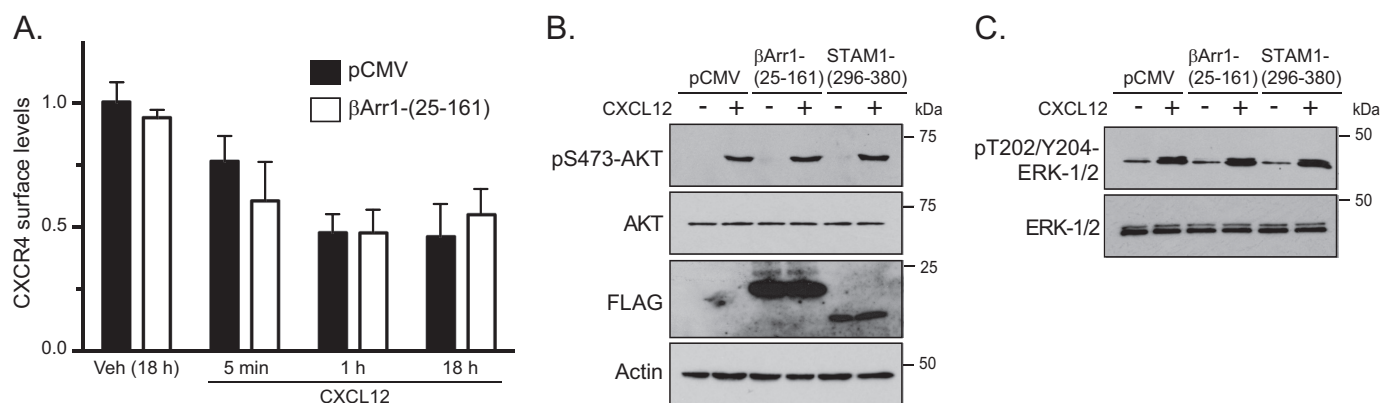 A.
CXCR4 surface levels
1.0
0.5
0.0
pCMV
βArr1-(25-161)
Veh (18 h)
5 min
1 h
18 h
CXCL12
B.
pCMV
βArr1-
(25-161)
STAM1-
(296-380)
CXCL12
- + - + - +
kDa
pS473-AKT
75
AKT
75
FLAG
25
Actin
50
C.
pCMV
βArr1-
(25-161)
STAM1-
(296-380)
CXCL12
- + - + - +
kDa
pT202/Y204-
ERK-1/2
50
ERK-1/2
50